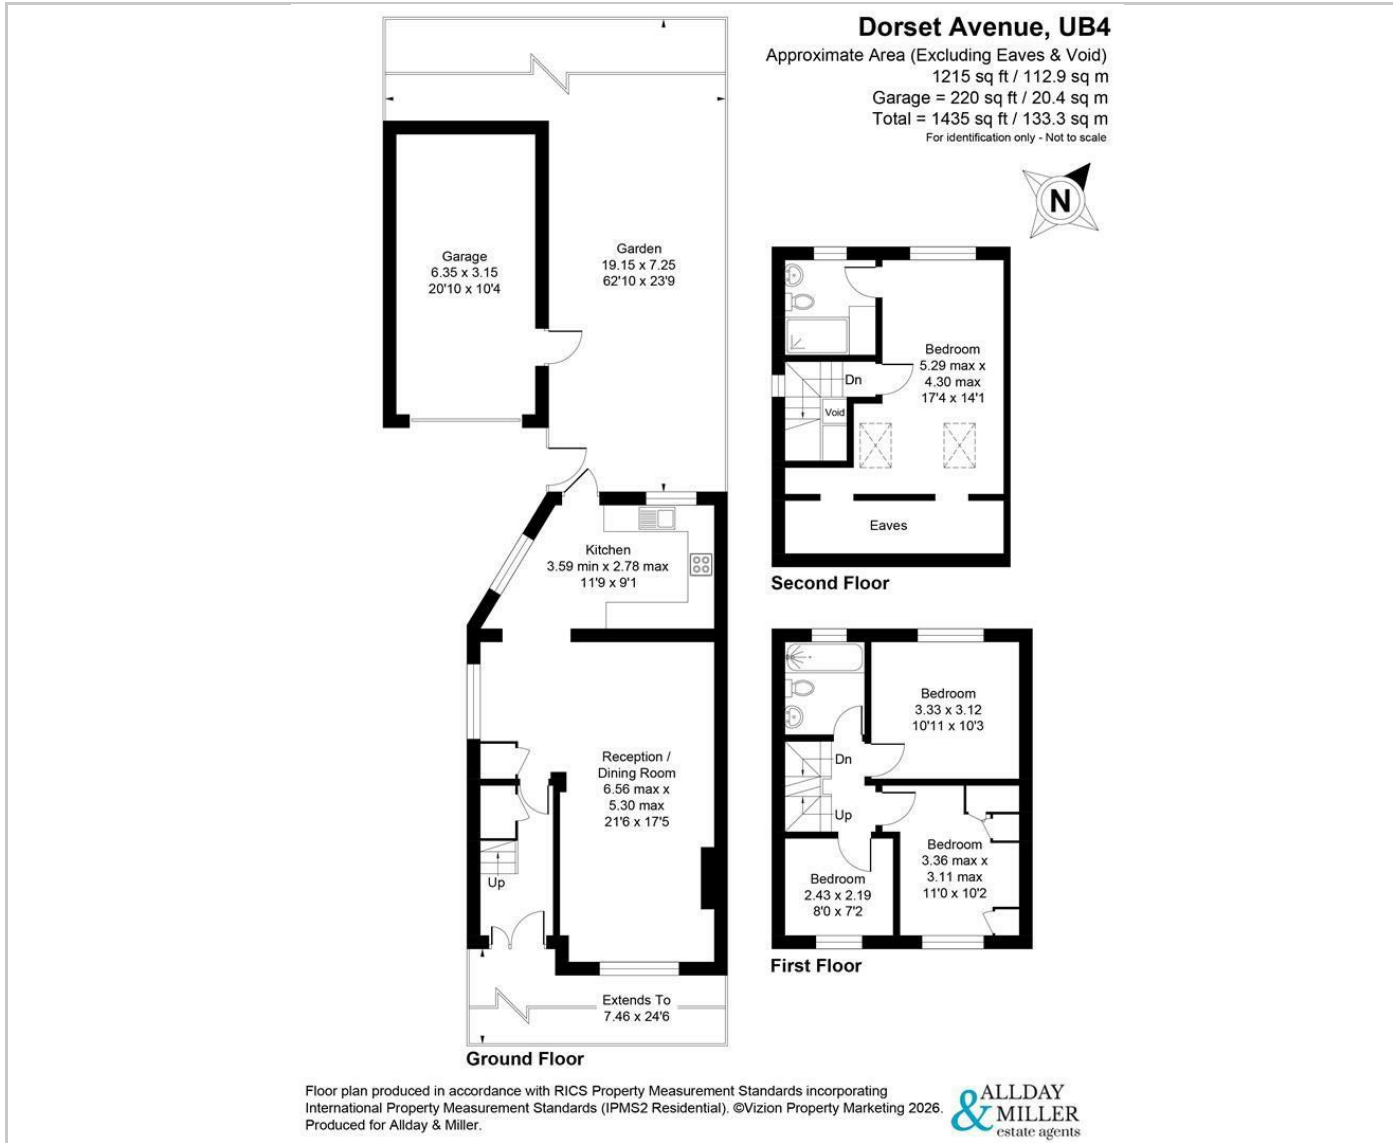 Dorset Avenue, UB4
Approximate Area (Excluding Eaves & Void)
1215 sq ft / 112.9 sq m
Garage = 220 sq ft / 20.4 sq m
Total = 1435 sq ft / 133.3 sq m
For identification only - Not to scale
N
Garage
6.35 x 3.15
20'10 x 10'4
Garden
19.15 x 7.25
62'10 x 23'9
Kitchen
3.59 min x 2.78 max
11'9 x 9'1
Reception /
Dining Room
6.56 max x
5.30 max
21'6 x 17'5
Up
Extends To
7.46 x 24'6
Ground Floor
Bedroom
5.29 max x
4.30 max
17'4 x 14'1
Dn
Void
Eaves
Second Floor
Bedroom
3.33 x 3.12
10'11 x 10'3
Dn
Up
Bedroom
3.36 max x
3.11 max
11'0 x 10'2
Bedroom
2.43 x 2.19
8'0 x 7'2
First Floor
Floor plan produced in accordance with RICS Property Measurement Standards incorporating
International Property Measurement Standards (IPMS2 Residential). ©Vizion Property Marketing 2026.
Produced for Allday & Miller.
ALLDAY
& MILLER
estate agents